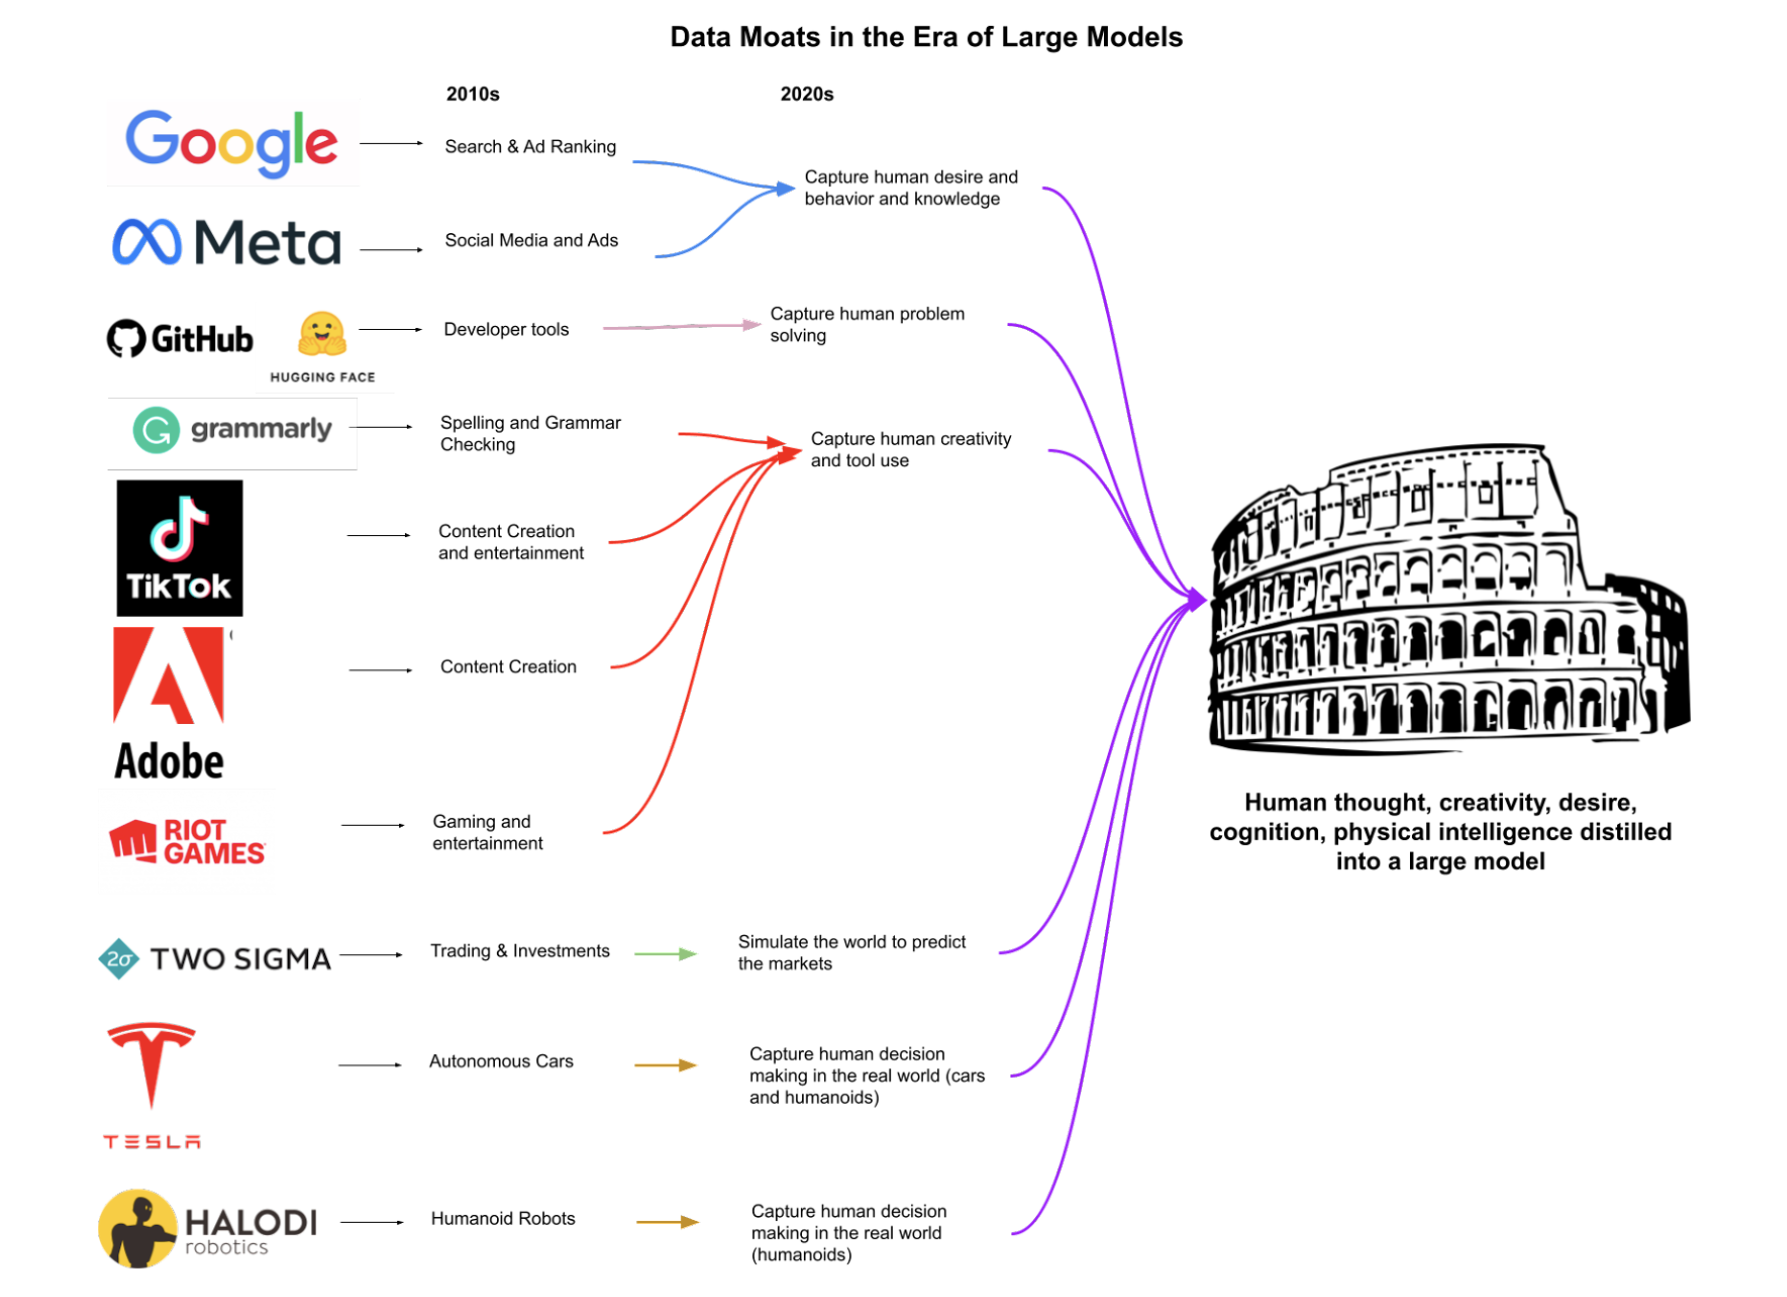 Data Moats in the Era of Large Models
2010s
2020s
Google
Search & Ad Ranking
Capture human desire and
behavior and knowledge
Meta
Social Media and Ads
GitHub
HUGGING FACE
Developer tools
Capture human problem
solving
grammarly
Spelling and Grammar
Checking
Capture human creativity
and tool use
TikTok
Content Creation
and entertainment
Adobe
Content Creation
RIOT
GAMES
Gaming and
entertainment
Human thought, creativity, desire,
cognition, physical intelligence distilled
into a large model
2σ TWO SIGMA
Trading & Investments
Simulate the world to predict
the markets
TESLA
Autonomous Cars
Capture human decision
making in the real world (cars
and humanoids)
HALODI
robotics
Humanoid Robots
Capture human decision
making in the real world
(humanoids)